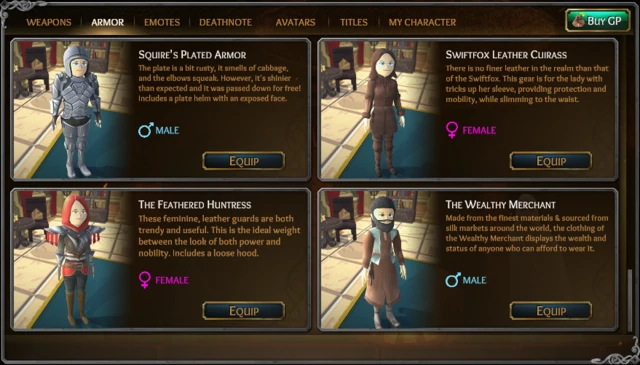 WEAPONS ARMOR EMOTES DEATHNOTE AVATARS TITLES MY CHARACTER BUY GP
SQUIRE'S PLATED ARMOR
The plate is a bit rusty, it smells of cabbage,
and the elbows squeak. However, it's shinier
than expected and it was passed down for free!
Includes a plate helm with an exposed face.
MALE
EQUIP
SWIFTFOX LEATHER CUIRASS
There is no finer leather in the realm than that
of the Swiftfox. This gear is for the lady with
tricks up her sleeve, providing protection and
mobility, while slimming to the waist.
FEMALE
EQUIP
THE FEATHERED HUNTRESS
These feminine, leather guards are both
trendy and useful. This is the ideal weight
between the look of both power and
nobility. Includes a loose hood.
FEMALE
EQUIP
THE WEALTHY MERCHANT
Made from the finest materials & sourced from
silk markets around the world, the clothing of
the Wealthy Merchant displays the wealth and
status of anyone who can afford to wear it.
MALE
EQUIP